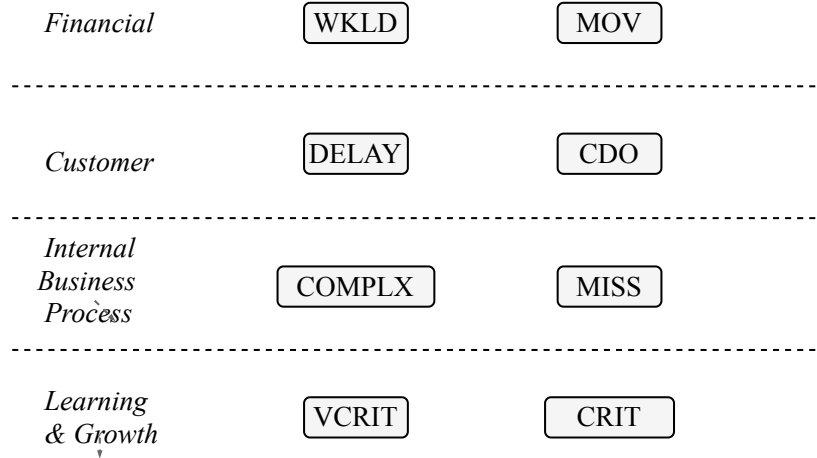 Financial WKLD MOV
Customer DELAY CDO
Internal
Business
Process
COMPLX MISS
Learning
& Growth
VCRIT CRIT